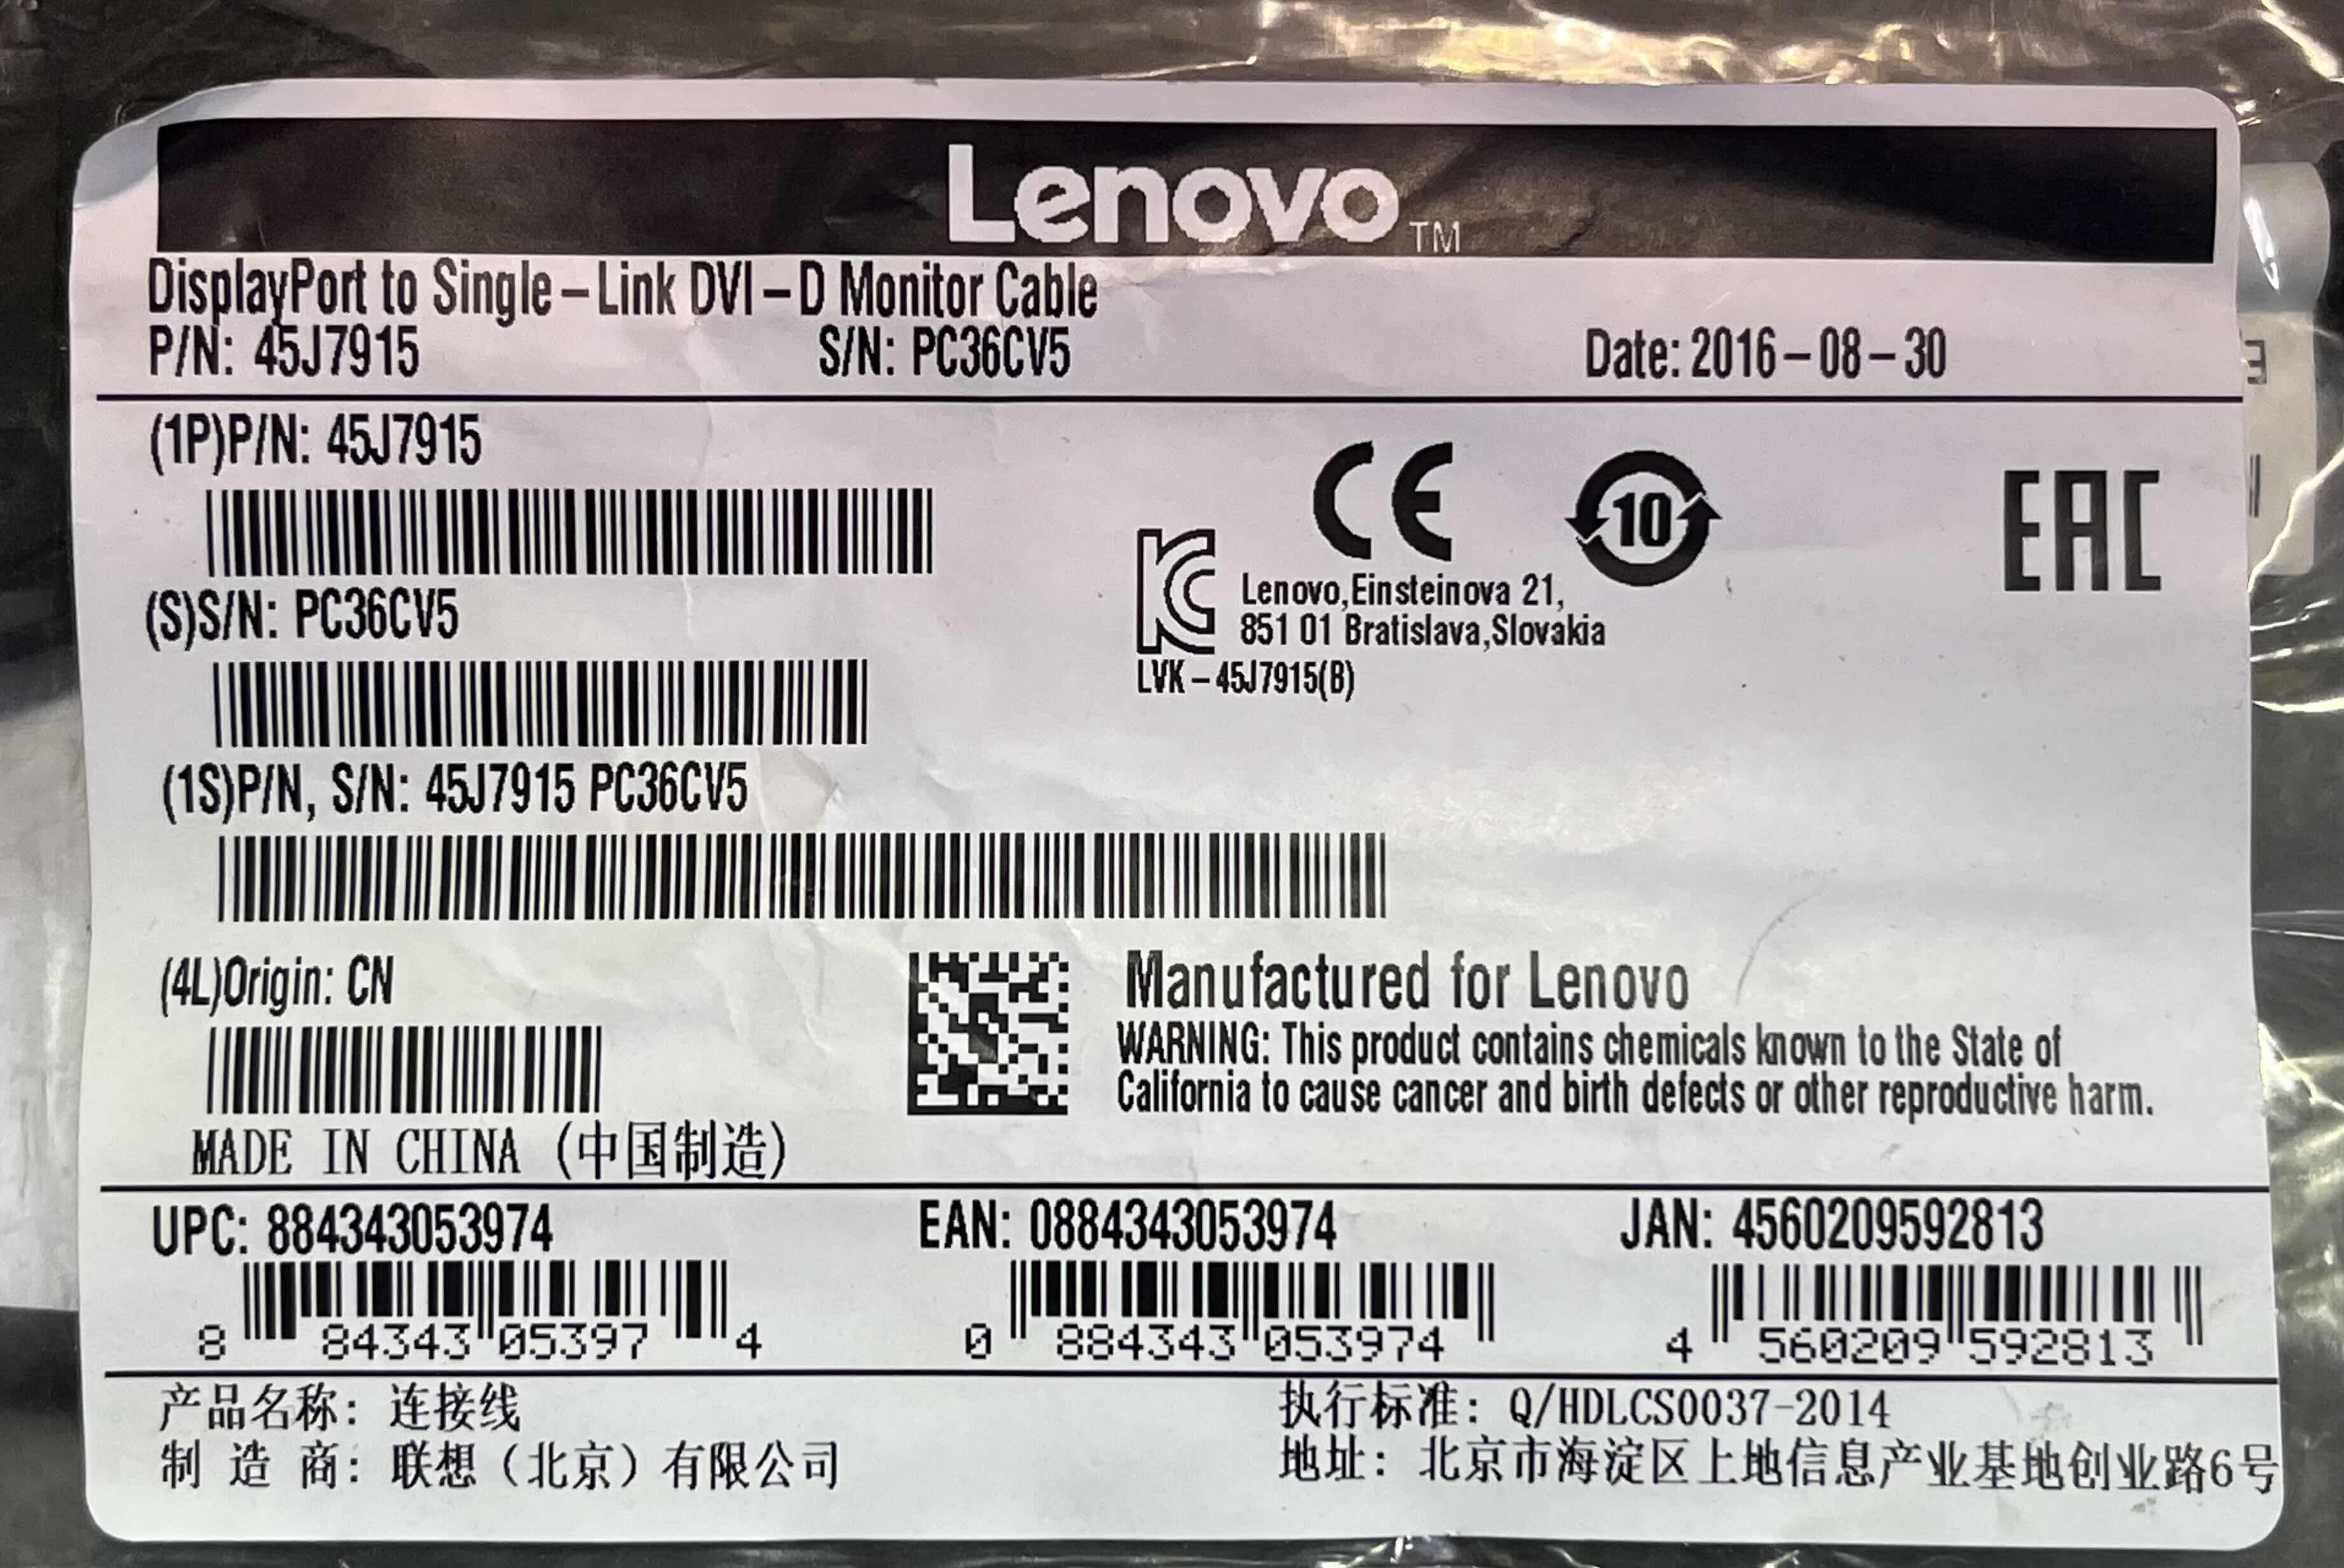 Lenovo™
DisplayPort to Single-Link DVI-D Monitor Cable
P/N: 45J7915 S/N: PC36CV5 Date: 2016-08-30
(1P)P/N: 45J7915
(S)S/N: PC36CV5
(1S)P/N, S/N: 45J7915 PC36CV5
CE
10
EAC
KC
Lenovo,Einsteinova 21,
851 01 Bratislava,Slovakia
LVK-45J7915(B)
(4L)Origin: CN
MADE IN CHINA (中国制造)
Manufactured for Lenovo
WARNING: This product contains chemicals known to the State of
California to cause cancer and birth defects or other reproductive harm.
UPC: 884343053974 EAN: 0884343053974 JAN: 4560209592813
8 84343 05397 4 0 884343 053974 4 560209 592813
产品名称: 连接线 执行标准: Q/HDLCS0037-2014
制 造 商: 联想（北京）有限公司 地址: 北京市海淀区上地信息产业基地创业路6号